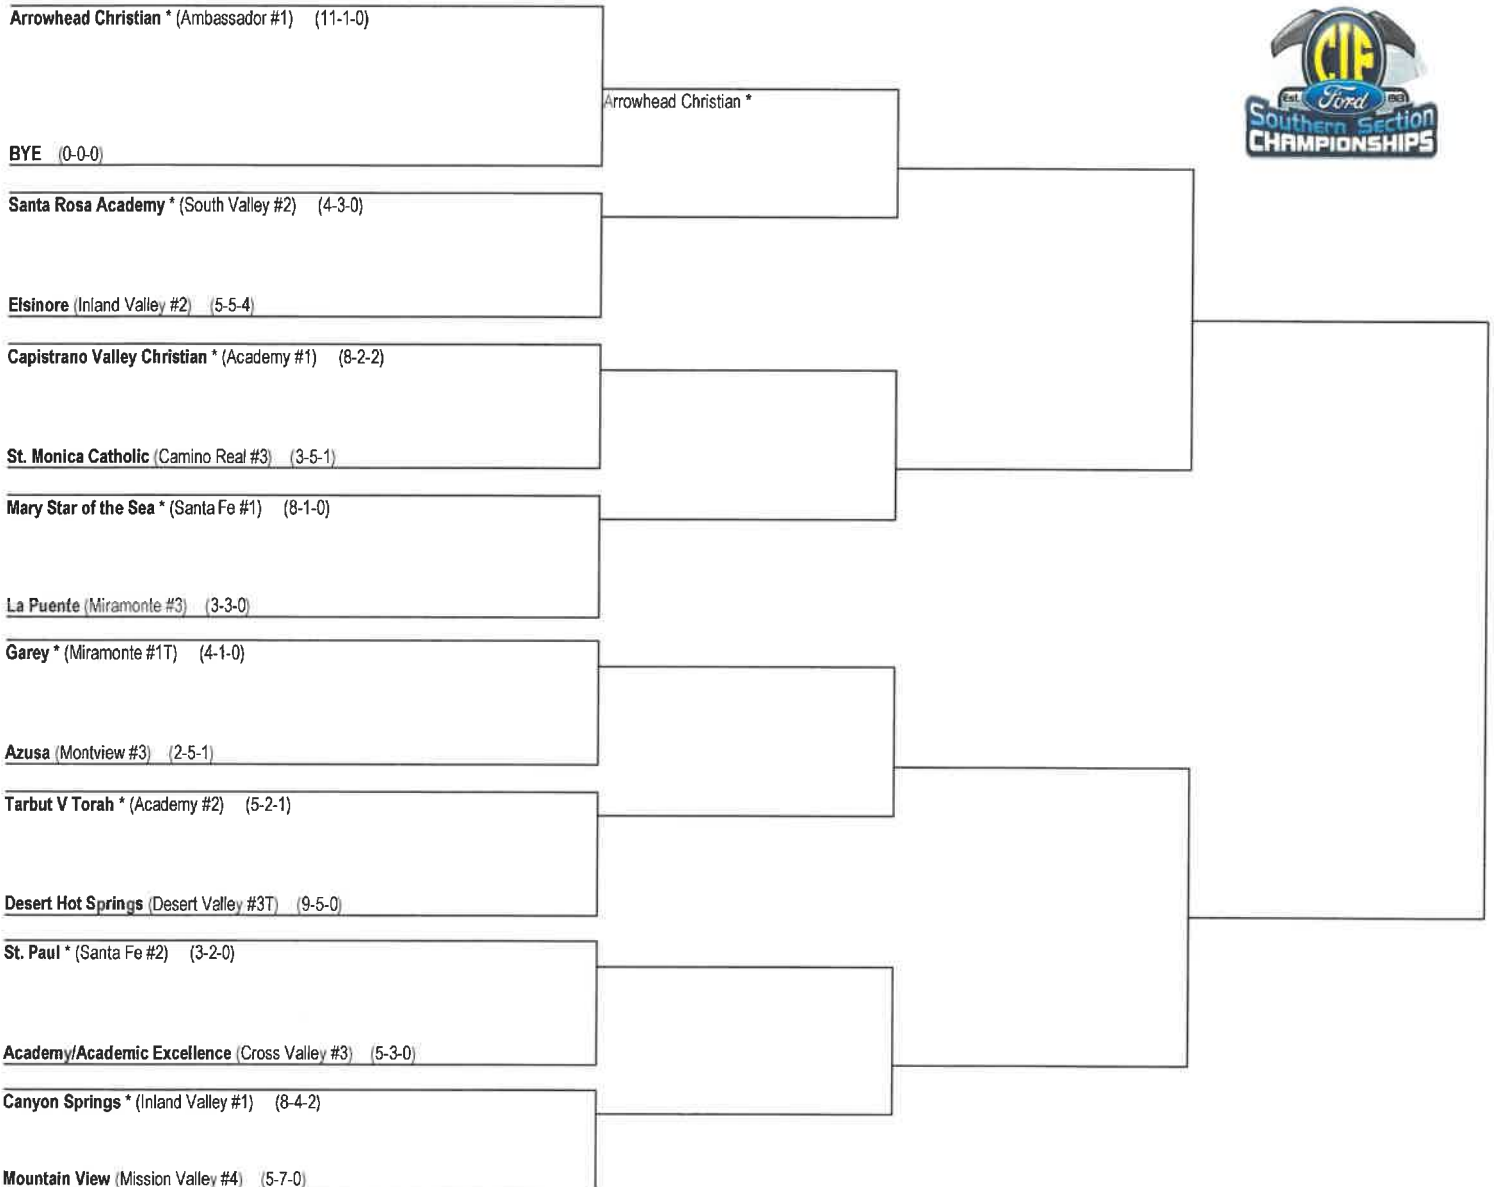 Arrowhead Christian * (Ambassador #1) (11-1-0)
CIF
Est.
Ford
Southern Section
CHAMPIONSHIPS
Arrowhead Christian *
BYE (0-0-0)
Santa Rosa Academy * (South Valley #2) (4-3-0)
Elsinore (Inland Valley #2) (5-5-4)
Capistrano Valley Christian * (Academy #1) (8-2-2)
St. Monica Catholic (Camino Real #3) (3-5-1)
Mary Star of the Sea * (Santa Fe #1) (8-1-0)
La Puente (Miramonte #3) (3-3-0)
Garey * (Miramonte #1T) (4-1-0)
Azusa (Montview #3) (2-5-1)
Tarbut V Torah * (Academy #2) (5-2-1)
Desert Hot Springs (Desert Valley #3T) (9-5-0)
St. Paul * (Santa Fe #2) (3-2-0)
Academy/Academic Excellence (Cross Valley #3) (5-3-0)
Canyon Springs * (Inland Valley #1) (8-4-2)
Mountain View (Mission Valley #4) (5-7-0)